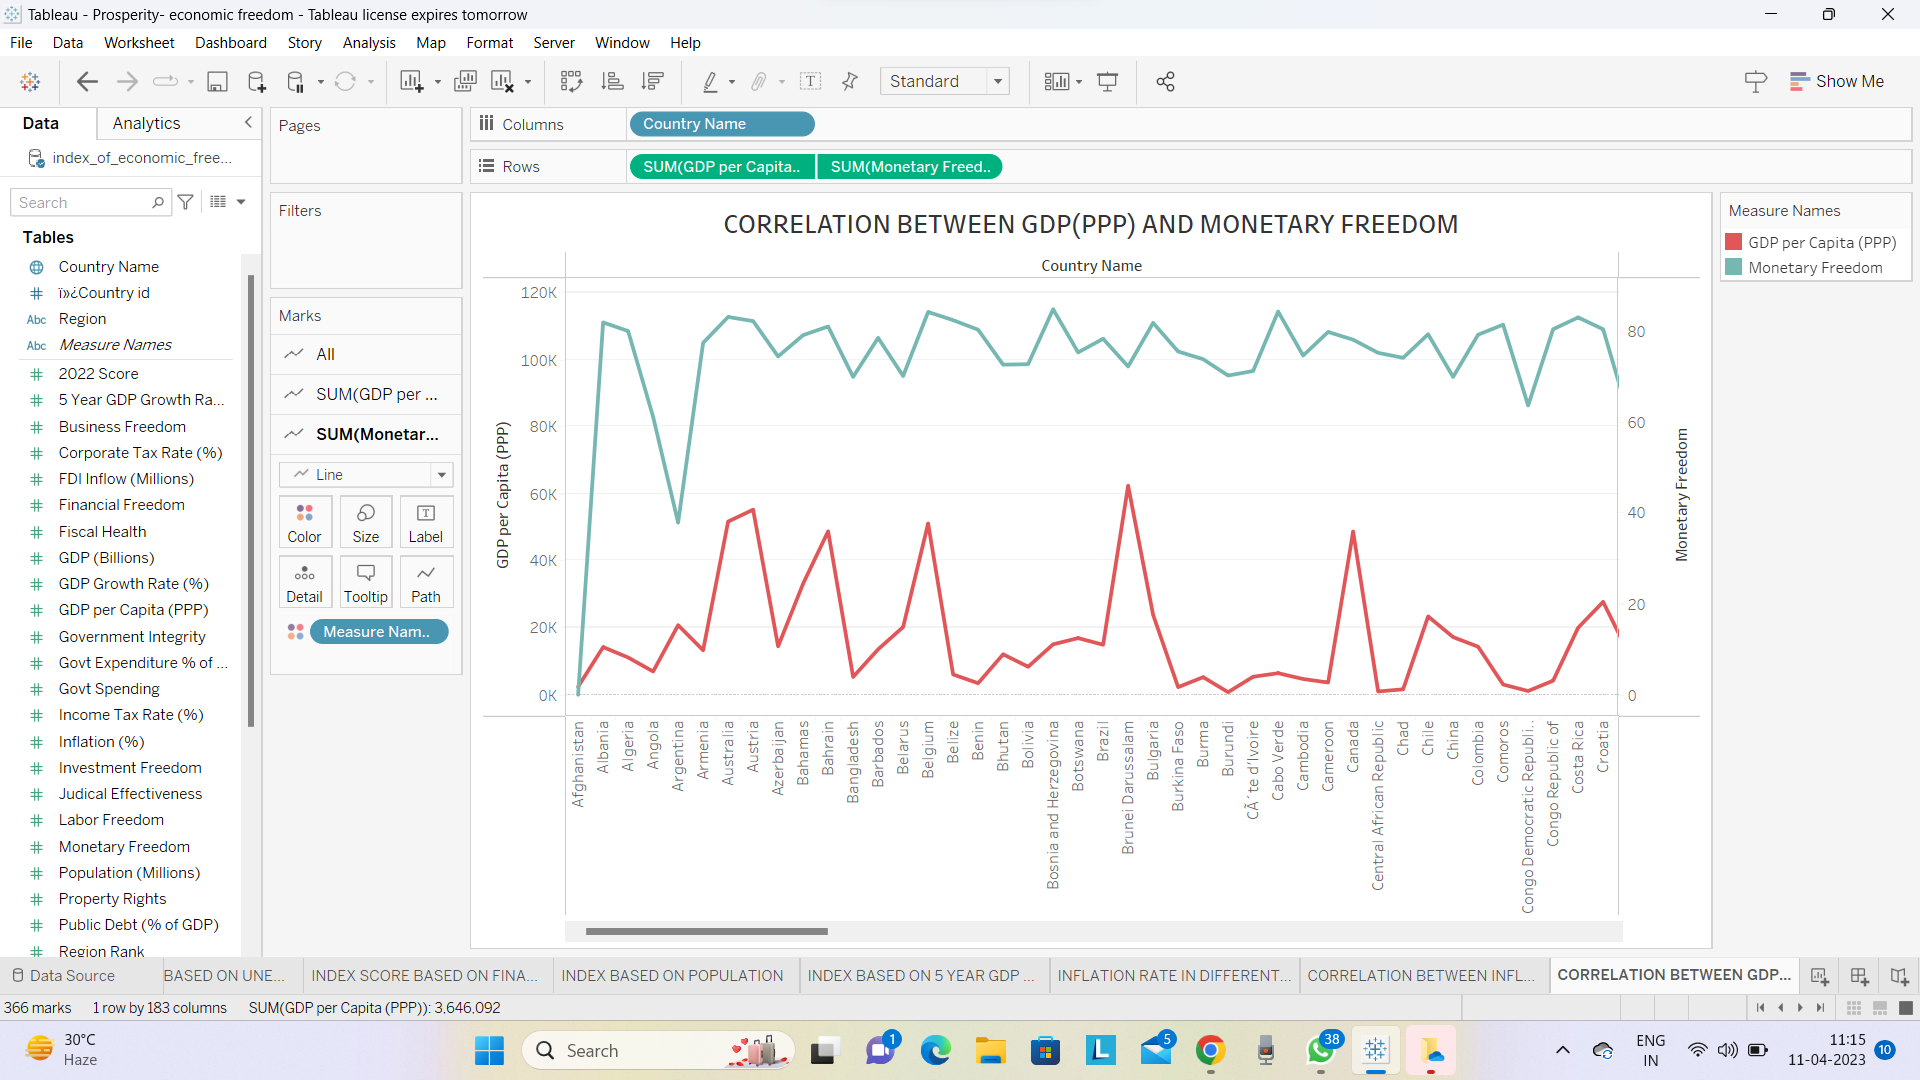 Tableau - Prosperity- economic freedom - Tableau license expires tomorrow
File Data Worksheet Dashboard Story Analysis Map Format Server Window Help
Standard
Show Me
Data Analytics
index_of_economic_free...
Search
Tables
Country Name
ï»¿Country id
Abc Region
Abc Measure Names
2022 Score
5 Year GDP Growth Ra...
Business Freedom
Corporate Tax Rate (%)
FDI Inflow (Millions)
Financial Freedom
Fiscal Health
GDP (Billions)
GDP Growth Rate (%)
GDP per Capita (PPP)
Government Integrity
Govt Expenditure % of ...
Govt Spending
Income Tax Rate (%)
Inflation (%)
Investment Freedom
Judical Effectiveness
Labor Freedom
Monetary Freedom
Population (Millions)
Property Rights
Public Debt (% of GDP)
Region Rank
Pages
Filters
Marks
All
SUM(GDP per ...
SUM(Monetar...
Line
Color Size Label
Detail Tooltip Path
Measure Nam..
Columns Country Name
Rows SUM(GDP per Capita.. SUM(Monetary Freed..
CORRELATION BETWEEN GDP(PPP) AND MONETARY FREEDOM
Country Name
GDP per Capita (PPP)
120K
100K
80K
60K
40K
20K
0K
80
60
40
20
0
Monetary Freedom
Afghanistan
Albania
Algeria
Angola
Argentina
Armenia
Australia
Austria
Azerbaijan
Bahamas
Bahrain
Bangladesh
Barbados
Belarus
Belgium
Belize
Benin
Bhutan
Bolivia
Bosnia and Herzegovina
Botswana
Brazil
Brunei Darussalam
Bulgaria
Burkina Faso
Burma
Burundi
CÃ´te d'Ivoire
Cabo Verde
Cambodia
Cameroon
Canada
Central African Republic
Chad
Chile
China
Colombia
Comoros
Congo Democratic Republi..
Congo Republic of
Costa Rica
Croatia
Measure Names
GDP per Capita (PPP)
Monetary Freedom
Data Source BASED ON UNE... INDEX SCORE BASED ON FINA... INDEX BASED ON POPULATION INDEX BASED ON 5 YEAR GDP ... INFLATION RATE IN DIFFERENT... CORRELATION BETWEEN INFL... CORRELATION BETWEEN GDP...
366 marks 1 row by 183 columns SUM(GDP per Capita (PPP)): 3,646,092
30°C
Haze
Search
1
5
38
ENG
IN
11:15
11-04-2023
10